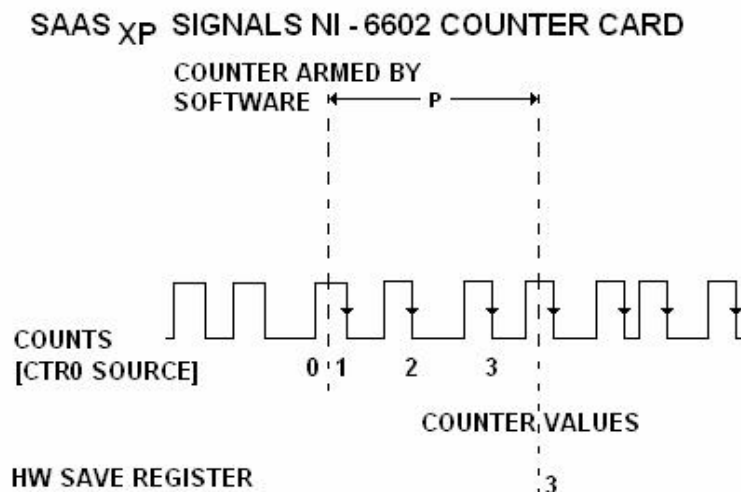 SAAS XP SIGNALS NI - 6602 COUNTER CARD
COUNTER ARMED BY
SOFTWARE
P
COUNTS
[CTR0 SOURCE]
0 1 2 3
COUNTER VALUES
HW SAVE REGISTER
3